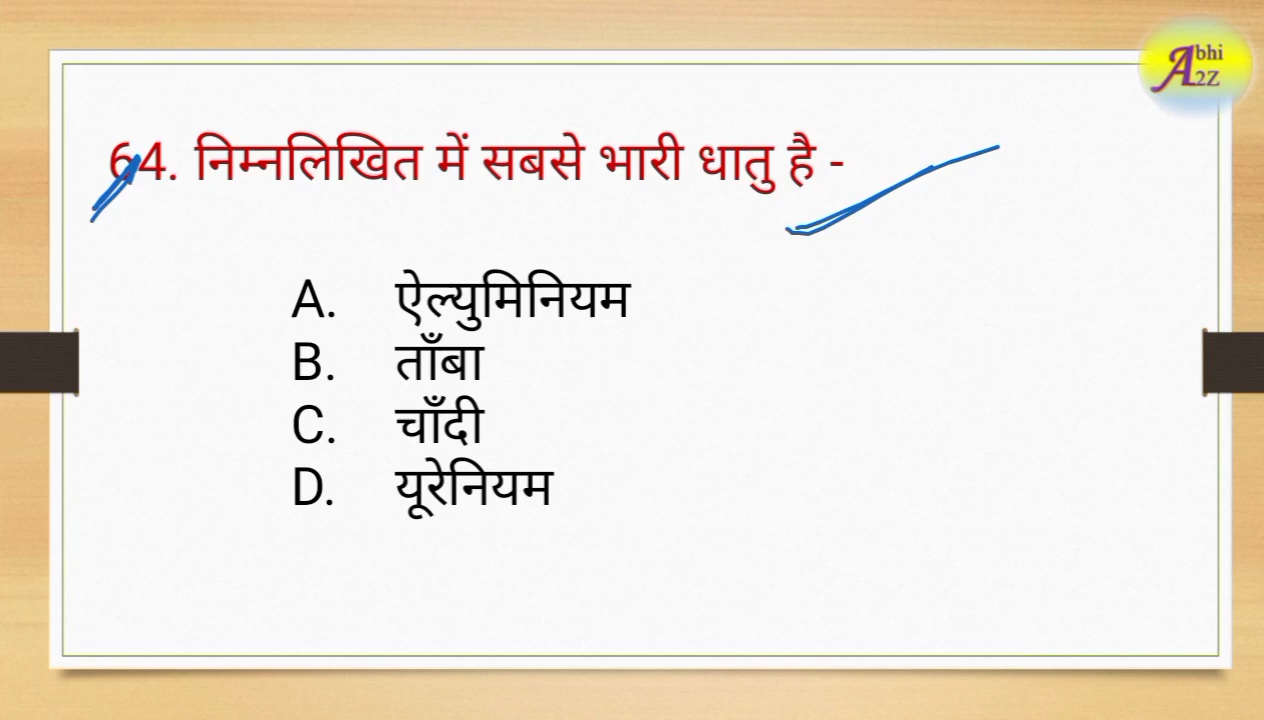 Abhi
A2Z
64. निम्नलिखित में सबसे भारी धातु है -
A. ऐल्युमिनियम
B. ताँबा
C. चाँदी
D. यूरेनियम